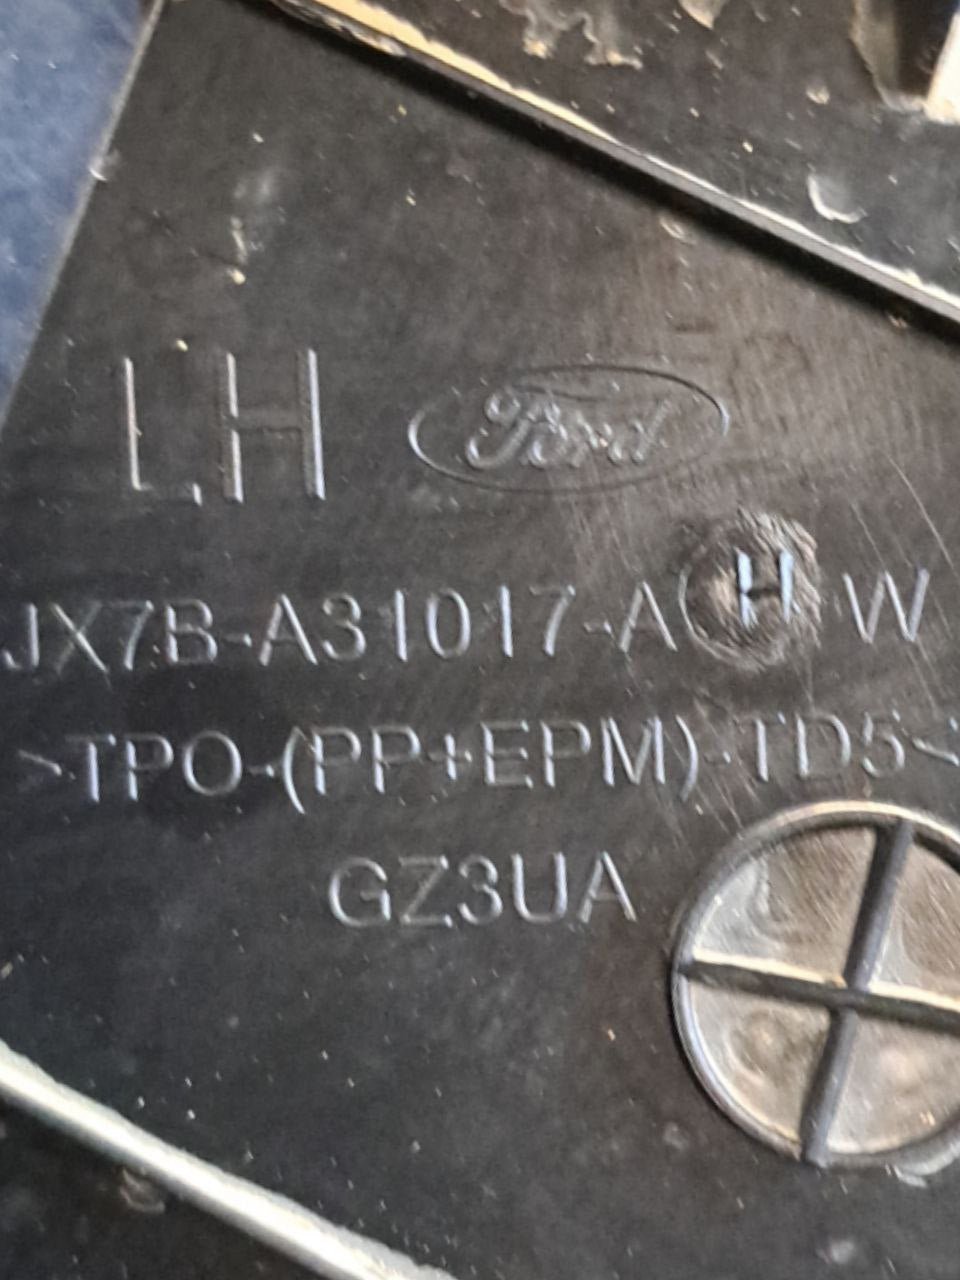 LH Ford
JX7B-A31017-AHW
>TPO-(PP+EPM)-TD5<
GZ3UA